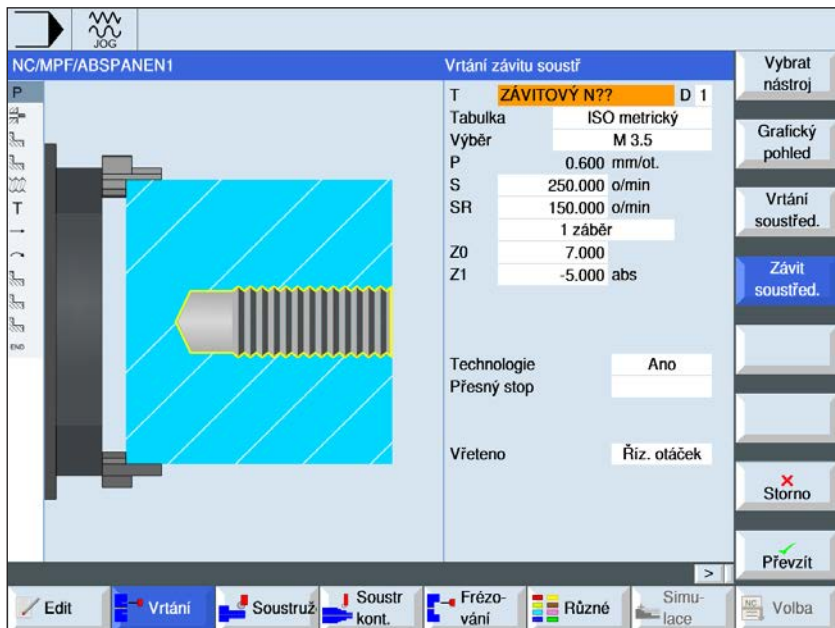 JOG
NC/MPF/ABSPANEN1
Vrtání závitu soustř
P
T
END
T ZÁVITOVÝ N?? D 1
Tabulka ISO metrický
Výběr M 3.5
P 0.600 mm/ot.
S 250.000 o/min
SR 150.000 o/min
1 záběr
Z0 7.000
Z1 -5.000 abs
Technologie Ano
Přesný stop
Vřeteno Říz. otáček
Vybrat
nástroj
Grafický
pohled
Vrtání
soustřed.
Závit
soustřed.
Storno
Převzít
>
Edit
Vrtání
Soustruž
Soustr
kont.
Frézo-
vání
Různé
Simu-
lace
NC
Volba